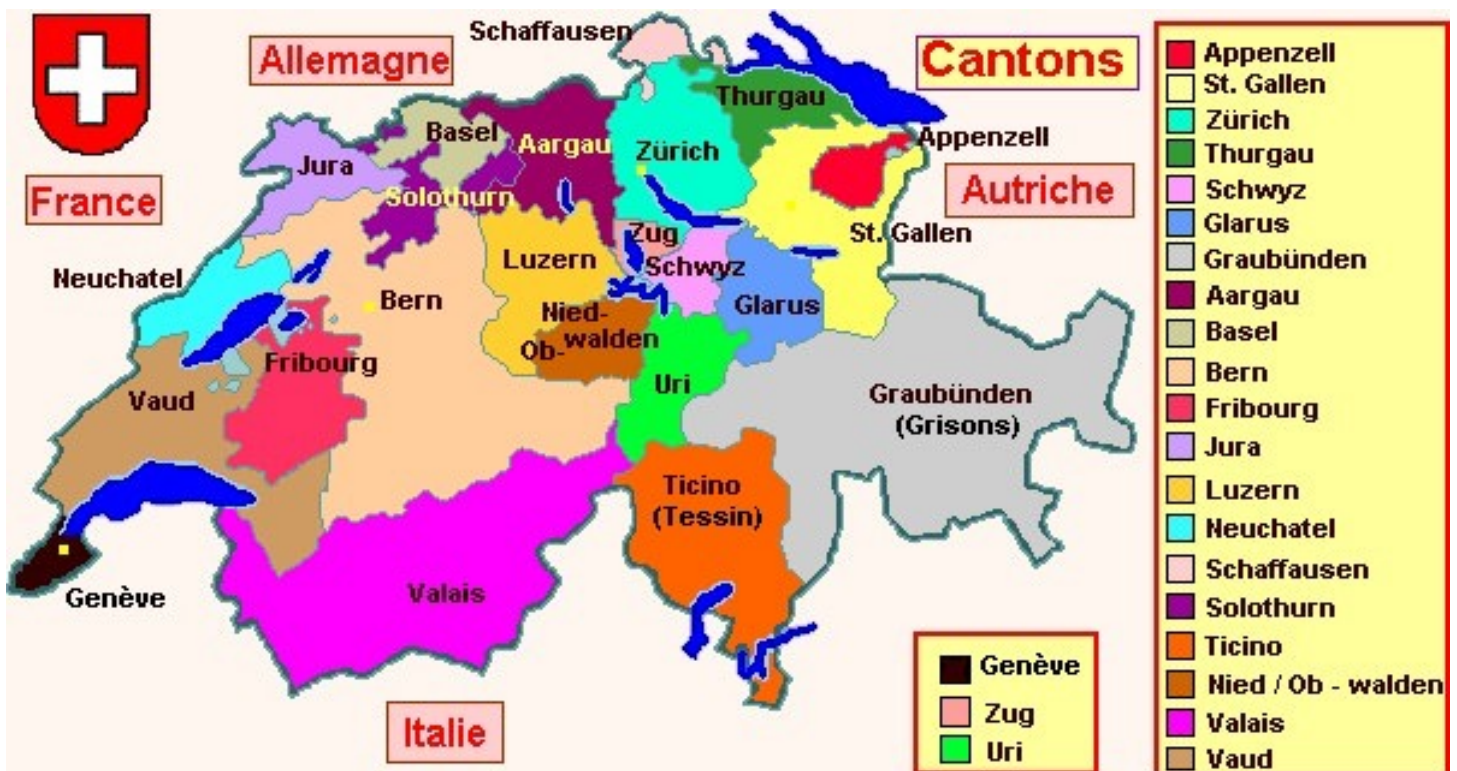 Schaffausen
Allemagne
Cantons
Thurgau
Basel
Aargau
Zürich
Appenzell
Jura
Solothurn
France
Autriche
Zug
St. Gallen
Luzern
Schwyz
Neuchatel
Bern
Glarus
Nied-
walden
Ob-
Fribourg
Uri
Vaud
Graubünden
(Grisons)
Ticino
(Tessin)
Genève
Valais
Italie
Genève
Zug
Uri
Appenzell
St. Gallen
Zürich
Thurgau
Schwyz
Glarus
Graubünden
Aargau
Basel
Bern
Fribourg
Jura
Luzern
Neuchatel
Schaffausen
Solothurn
Ticino
Nied / Ob - walden
Valais
Vaud